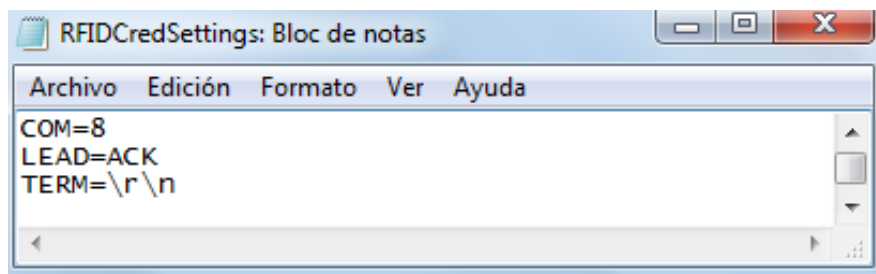 RFIDCredSettings: Bloc de notas
Archivo Edición Formato Ver Ayuda
COM=8
LEAD=ACK
TERM=\r\n